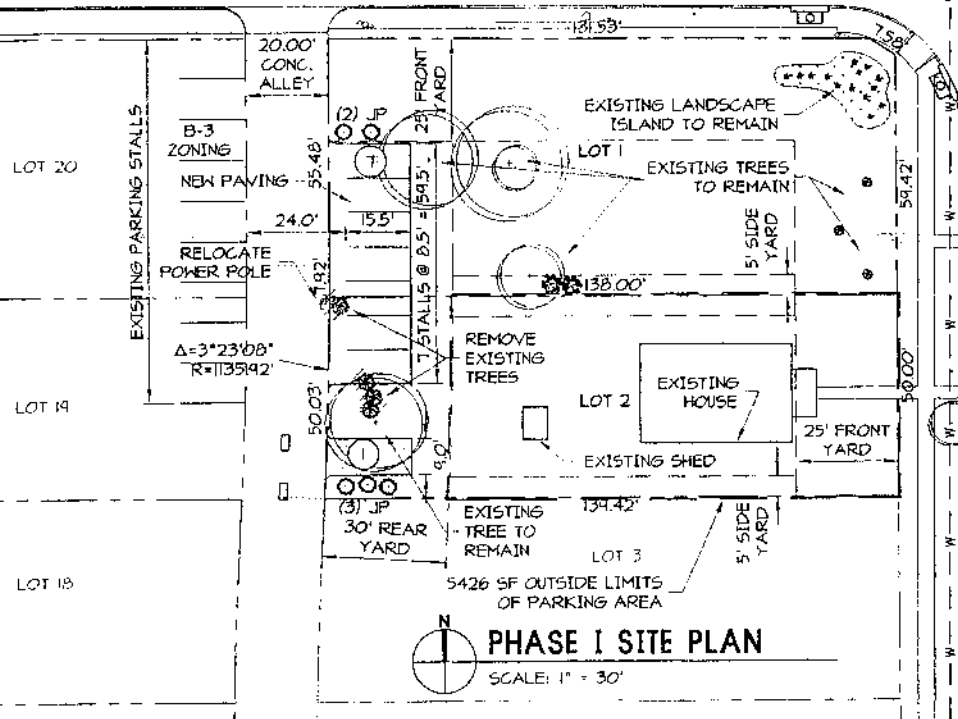 131.53'
7.58'
20.00'
CONC.
ALLEY
25' FRONT
YARD
(2) JP
EXISTING LANDSCAPE
ISLAND TO REMAIN
B-3
ZONING
LOT 20
LOT 1
EXISTING TREES
TO REMAIN
NEW PAVING
55.48'
59.42'
24.0'
15.5'
EXISTING PARKING STALLS
7 STALLS @ 8.5' = 59.5'
5' SIDE
YARD
RELOCATE
POWER POLE
138.00'
Δ=3°23'08"
R=1135.92'
REMOVE
EXISTING
TREES
LOT 19
50.03'
LOT 2
EXISTING
HOUSE
50.00'
25' FRONT
YARD
9.0'
EXISTING SHED
(3) JP
30' REAR
YARD
EXISTING
TREE TO
REMAIN
139.42'
5' SIDE
YARD
LOT 3
LOT 18
5426 SF OUTSIDE LIMITS
OF PARKING AREA
N
PHASE I SITE PLAN
SCALE: 1" = 30'
W
W
W
W
W
W